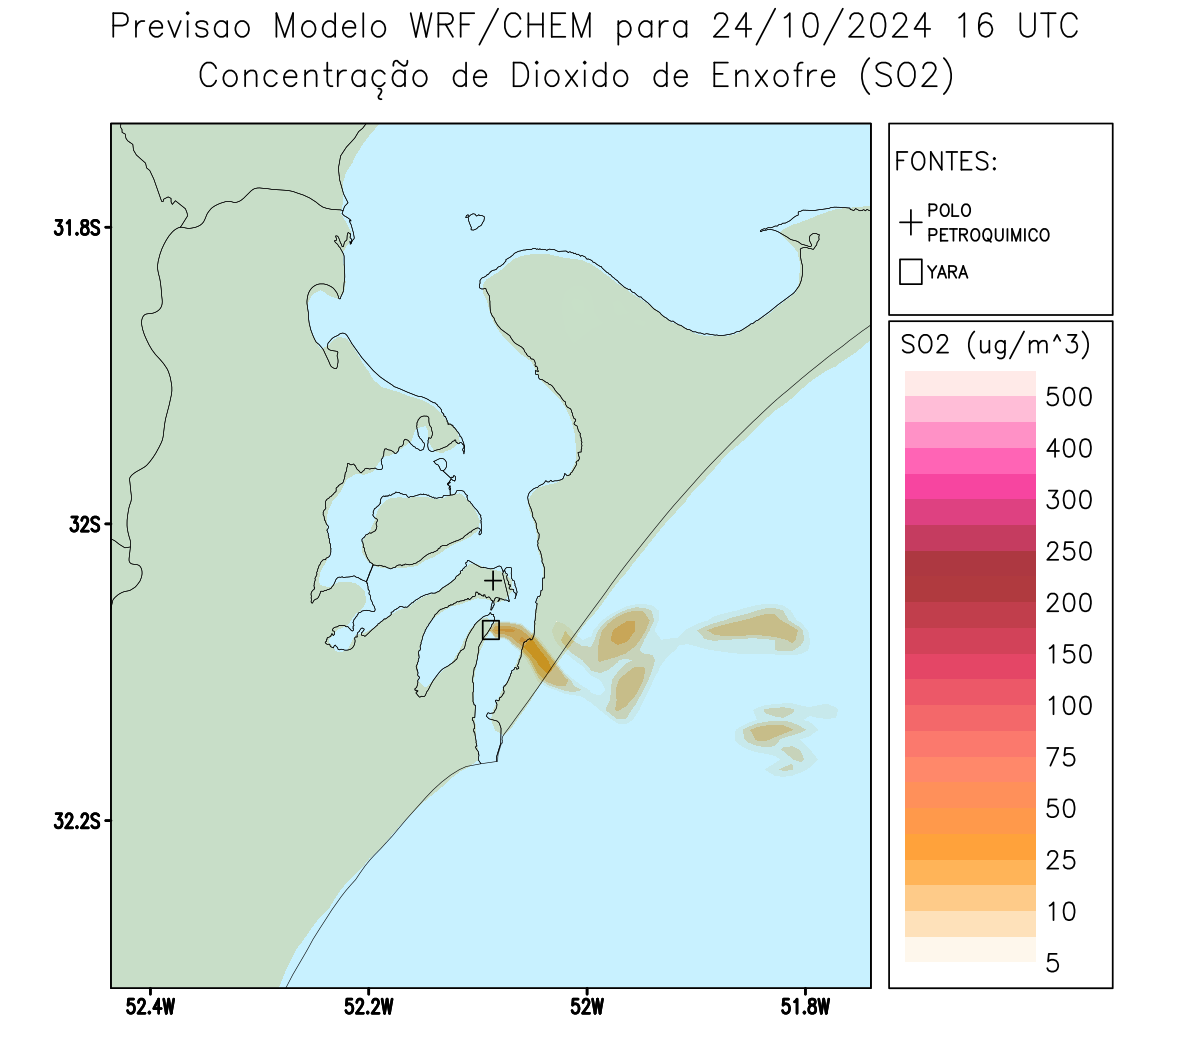 Previsao Modelo WRF/CHEM para 24/10/2024 16 UTC
Concentração de Dioxido de Enxofre (SO2)
FONTES:
POLO
PETROQUIMICO
YARA
31.8S
32S
32.2S
52.4W
52.2W
52W
51.8W
SO2 (ug/m^3)
500
400
300
250
200
150
100
75
50
25
10
5